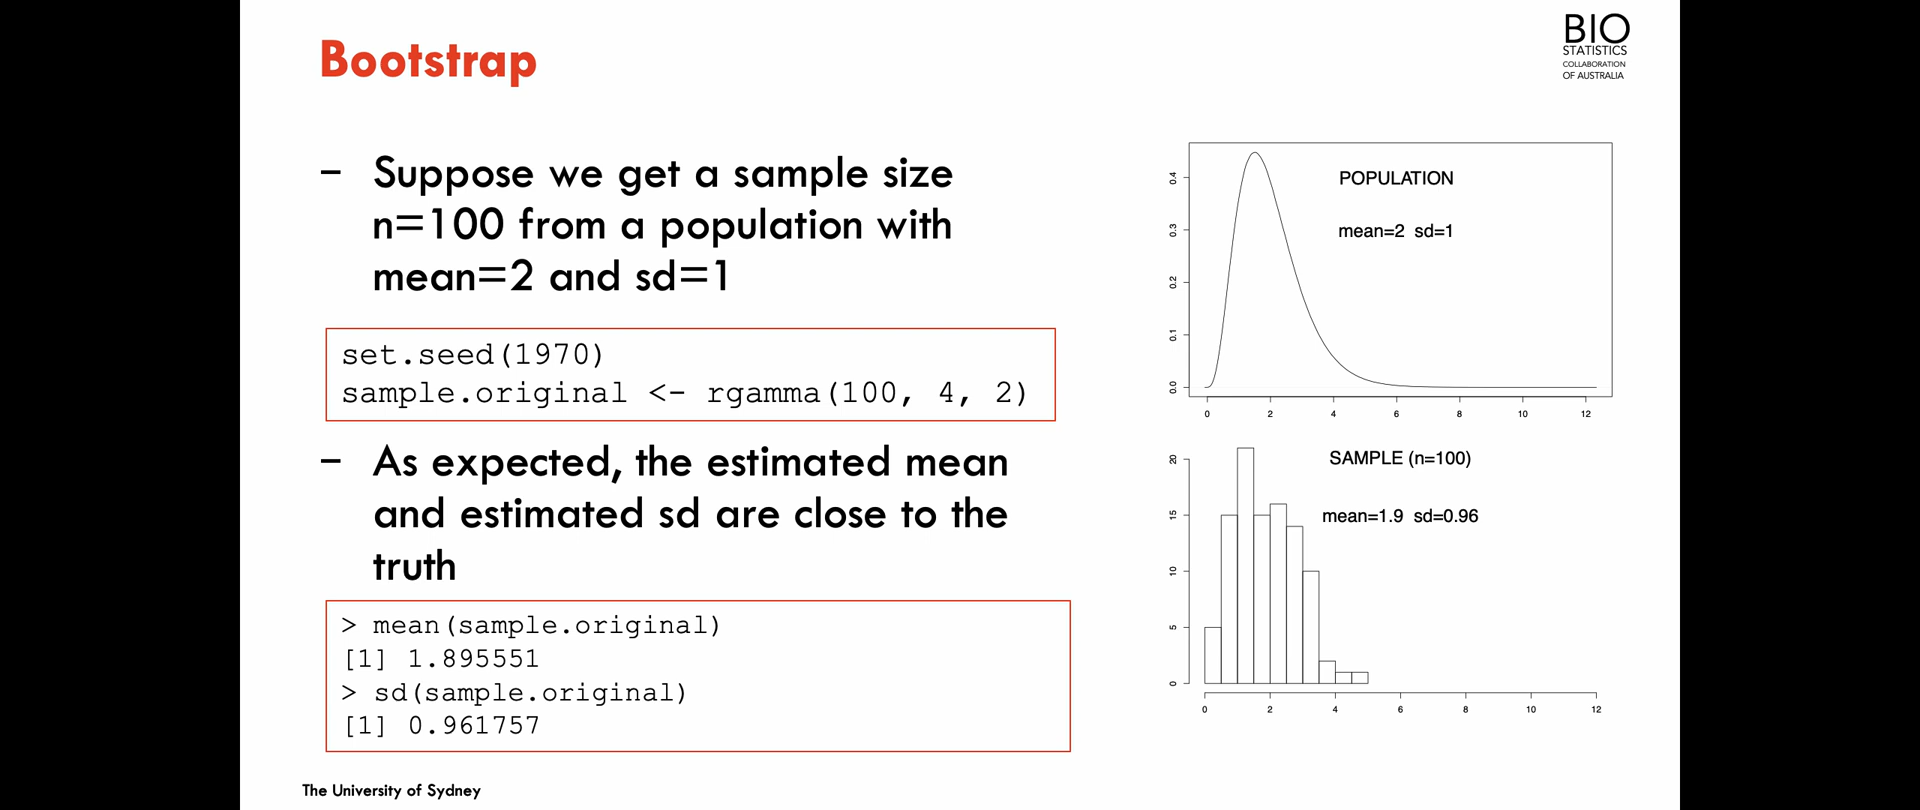 Bootstrap
BIO
STATISTICS
COLLABORATION
OF AUSTRALIA
– Suppose we get a sample size
n=100 from a population with
mean=2 and sd=1
set.seed(1970)
sample.original <- rgamma(100, 4, 2)
– As expected, the estimated mean
and estimated sd are close to the
truth
> mean(sample.original)
[1] 1.895551
> sd(sample.original)
[1] 0.961757
POPULATION
mean=2 sd=1
0.4
0.3
0.2
0.1
0.0
0 2 4 6 8 10 12
SAMPLE (n=100)
mean=1.9 sd=0.96
20
15
10
5
0
0 2 4 6 8 10 12
The University of Sydney